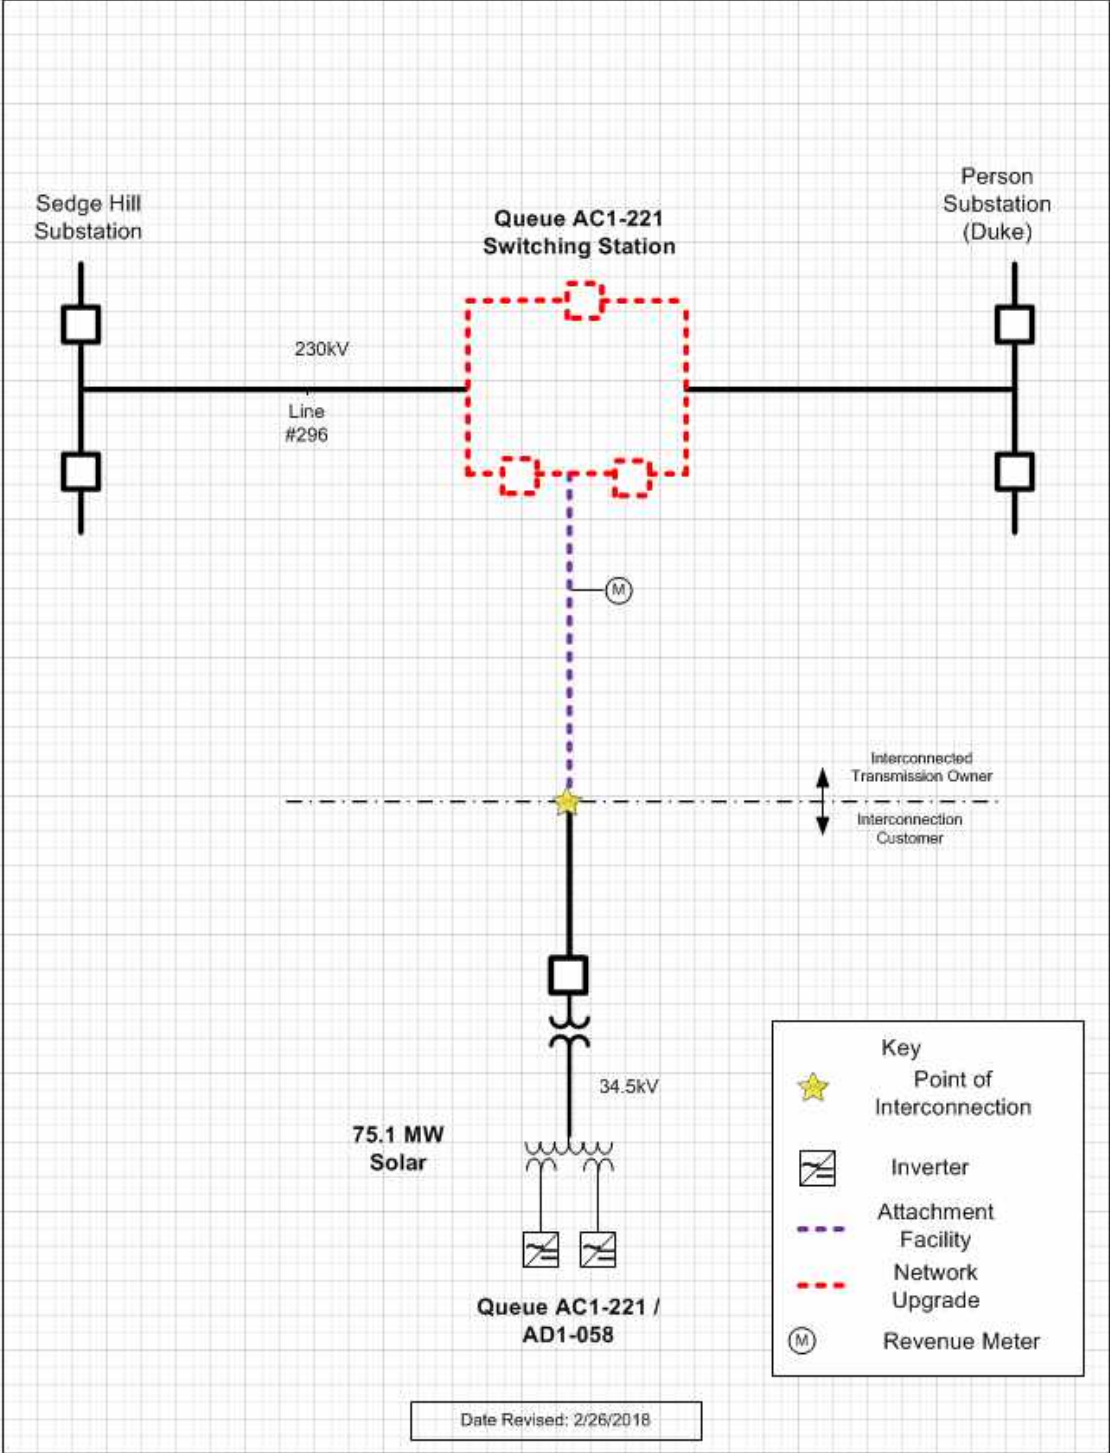 Sedge Hill
Substation
Queue AC1-221
Switching Station
Person
Substation
(Duke)
230kV
Line
#296
M
Interconnected
Transmission Owner
Interconnection
Customer
34.5kV
75.1 MW
Solar
Queue AC1-221 /
AD1-058
Key
Point of
Interconnection
Inverter
Attachment
Facility
Network
Upgrade
M
Revenue Meter
Date Revised: 2/26/2018